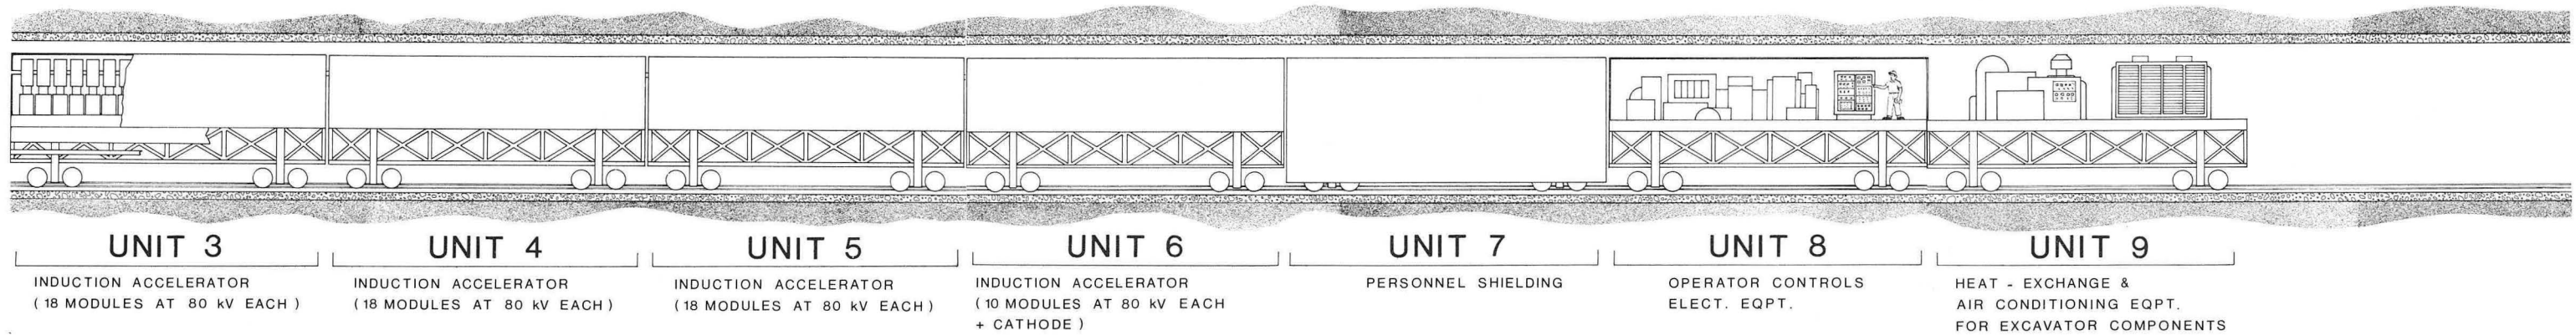 UNIT 3
INDUCTION ACCELERATOR
( 18 MODULES AT 80 kV EACH )
UNIT 4
INDUCTION ACCELERATOR
( 18 MODULES AT 80 kV EACH )
UNIT 5
INDUCTION ACCELERATOR
( 18 MODULES AT 80 kV EACH )
UNIT 6
INDUCTION ACCELERATOR
( 10 MODULES AT 80 kV EACH
+ CATHODE )
UNIT 7
PERSONNEL SHIELDING
UNIT 8
OPERATOR CONTROLS
ELECT. EQPT.
UNIT 9
HEAT - EXCHANGE &
AIR CONDITIONING EQPT.
FOR EXCAVATOR COMPONENTS